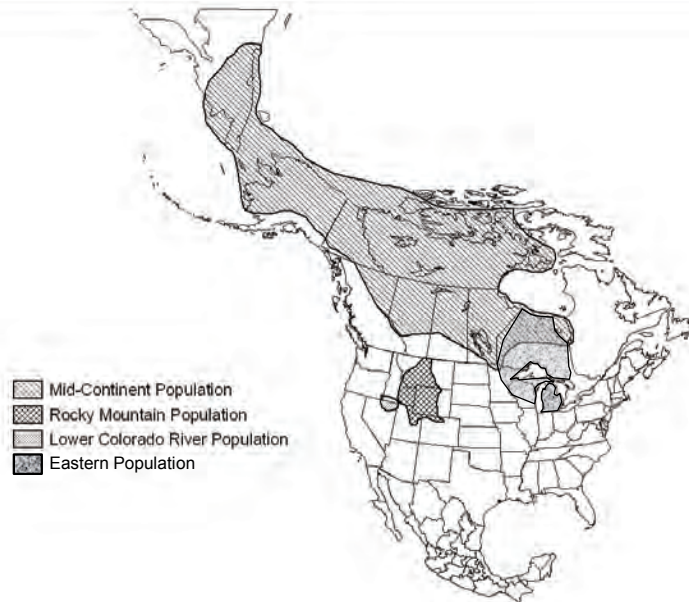 Mid-Continent Population
Rocky Mountain Population
Lower Colorado River Population
Eastern Population